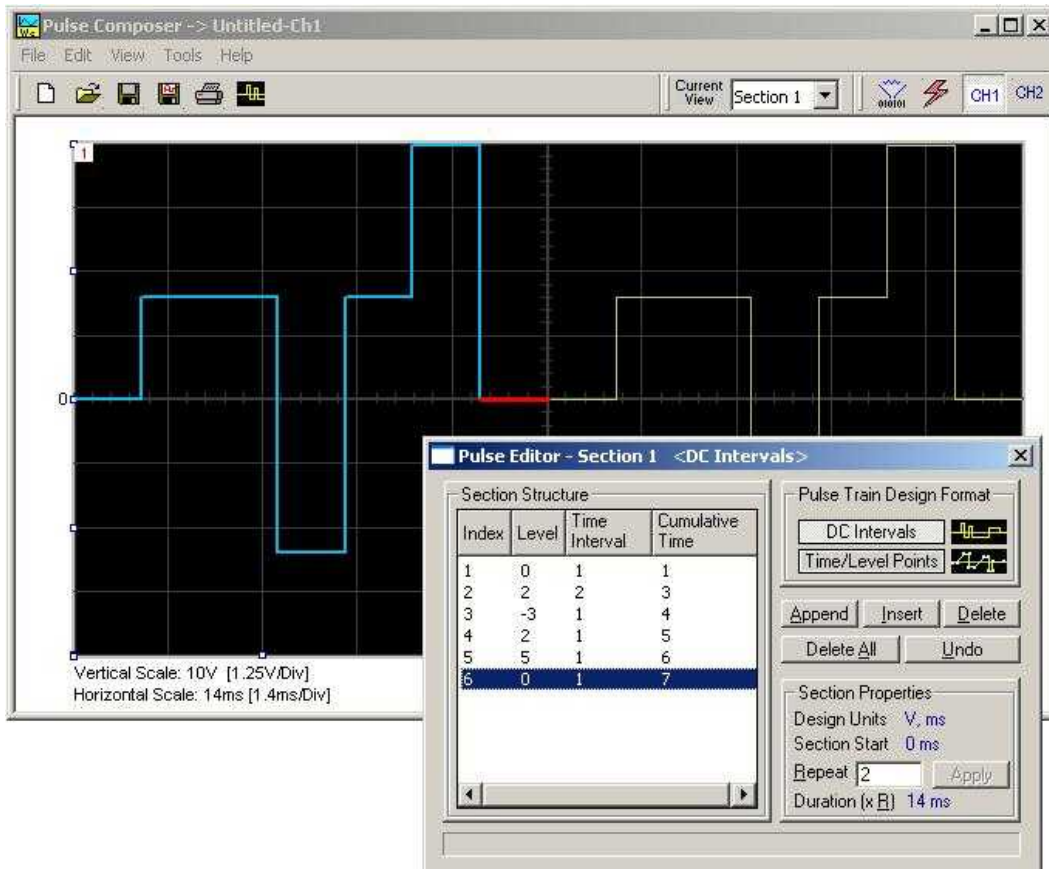 Pulse Composer -> Untitled-Ch1
File Edit View Tools Help
Current View Section 1 010101 CH1 CH2
1
0
Vertical Scale: 10V [1.25V/Div]
Horizontal Scale: 14ms [1.4ms/Div]
Pulse Editor - Section 1 <DC Intervals>
Section Structure
Index Level Time Interval Cumulative Time
1 0 1 1
2 2 2 3
3 -3 1 4
4 2 1 5
5 5 1 6
6 0 1 7
Pulse Train Design Format
DC Intervals
Time/Level Points
Append Insert Delete
Delete All Undo
Section Properties
Design Units V, ms
Section Start 0 ms
Repeat 2 Apply
Duration (x R) 14 ms